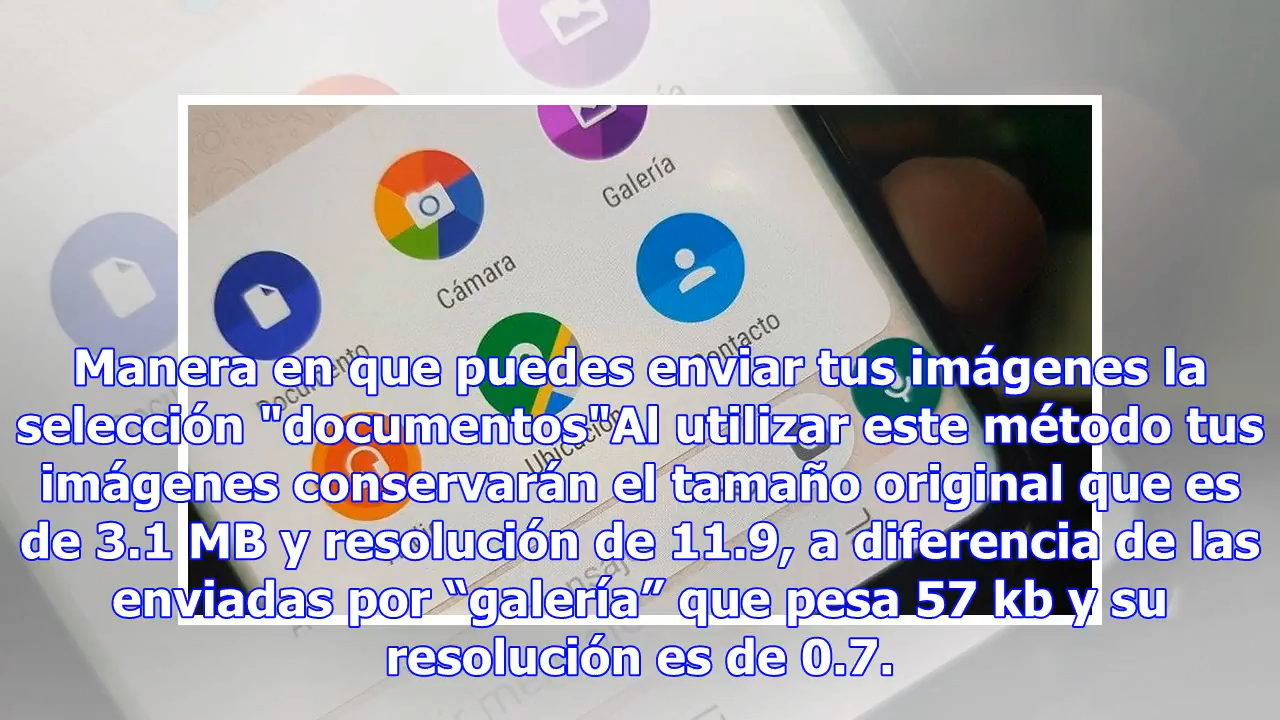 Galería
Cámara
Documento
Contacto
Ubicación
Manera en que puedes enviar tus imágenes la
selección "documentos"Al utilizar este método tus
imágenes conservarán el tamaño original que es
de 3.1 MB y resolución de 11.9, a diferencia de las
enviadas por “galería” que pesa 57 kb y su
resolución es de 0.7.